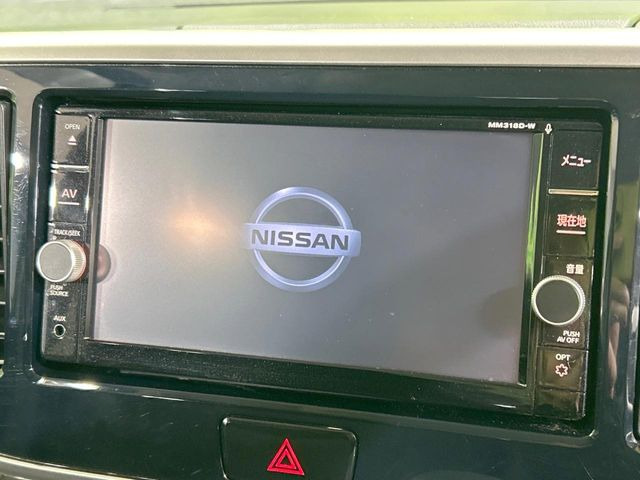 MM318D-W
OPEN
AV
TRACK/SEEK
PUSH
SOURCE
AUX
NISSAN
メニュー
現在地
音量
PUSH
AV OFF
OPT